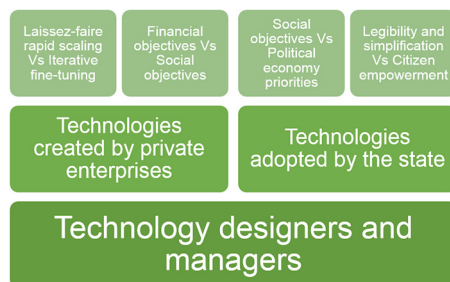 Laissez-faire
rapid scaling
Vs Iterative
fine-tuning
Financial
objectives Vs
Social
objectives
Social
objectives Vs
Political
economy
priorities
Legibility and
simplification
Vs Citizen
empowerment
Technologies
created by private
enterprises
Technologies
adopted by the state
Technology designers and
managers